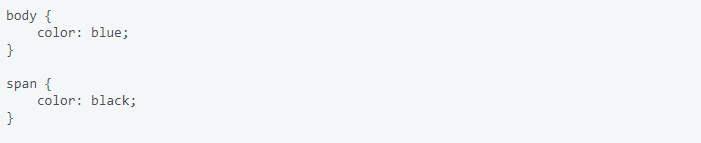 body {
    color: blue;
}
span {
    color: black;
}